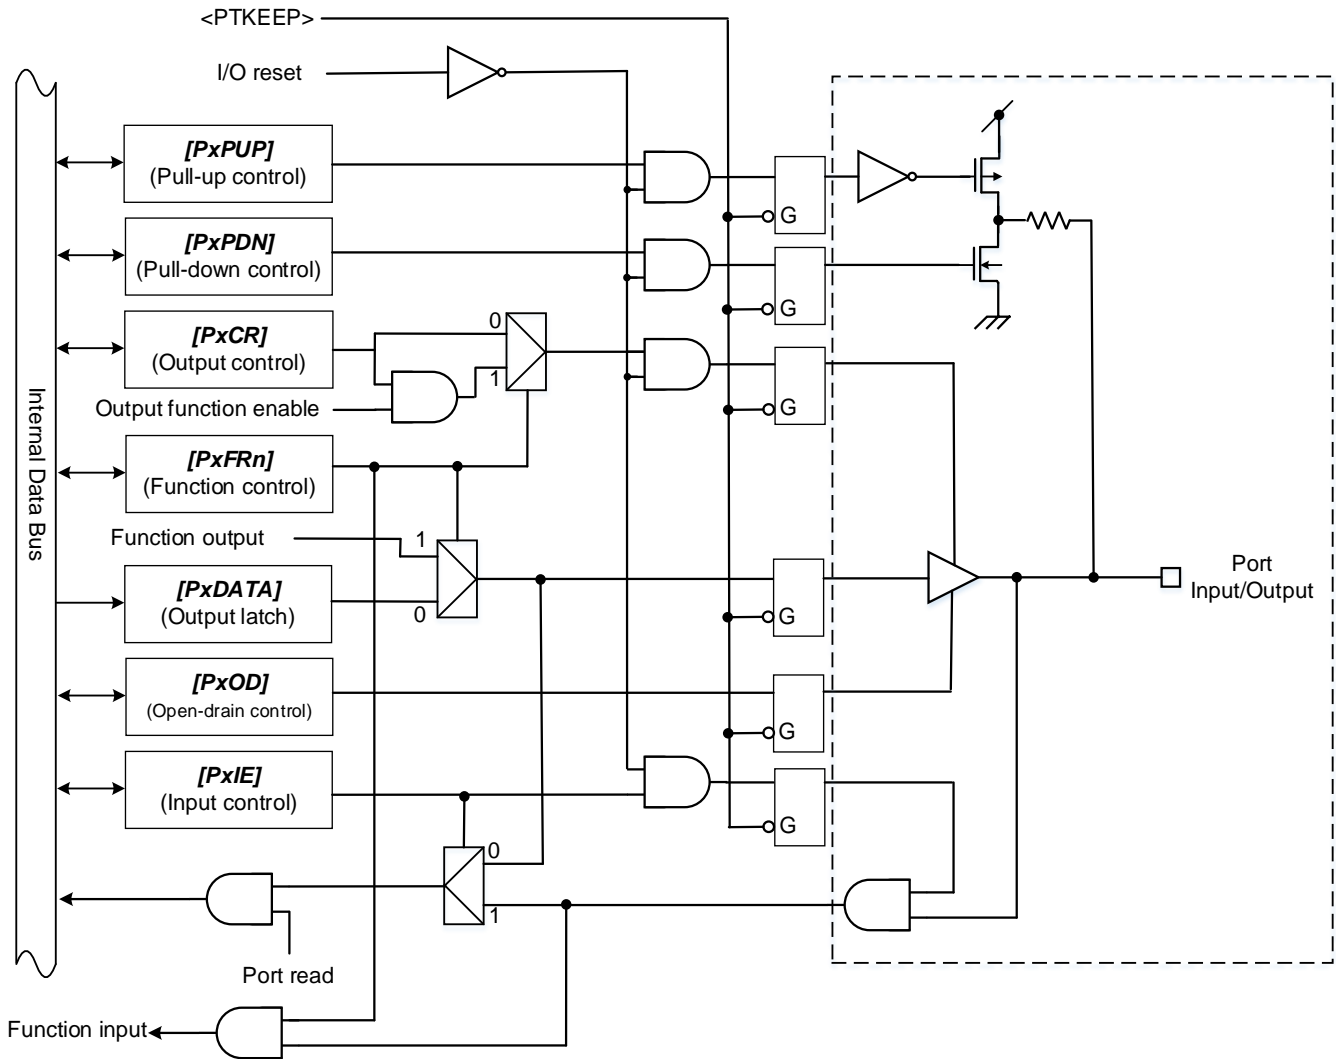 <PTKEEP>
I/O reset
[PxPUP]
(Pull-up control)
G
[PxPDN]
(Pull-down control)
G
[PxCR]
(Output control)
0
1
G
Output function enable
[PxFRn]
(Function control)
Internal Data Bus
Function output
1
[PxDATA]
(Output latch)
0
G
Port
Input/Output
[PxOD]
(Open-drain control)
G
[PxIE]
(Input control)
G
0
1
Port read
Function input